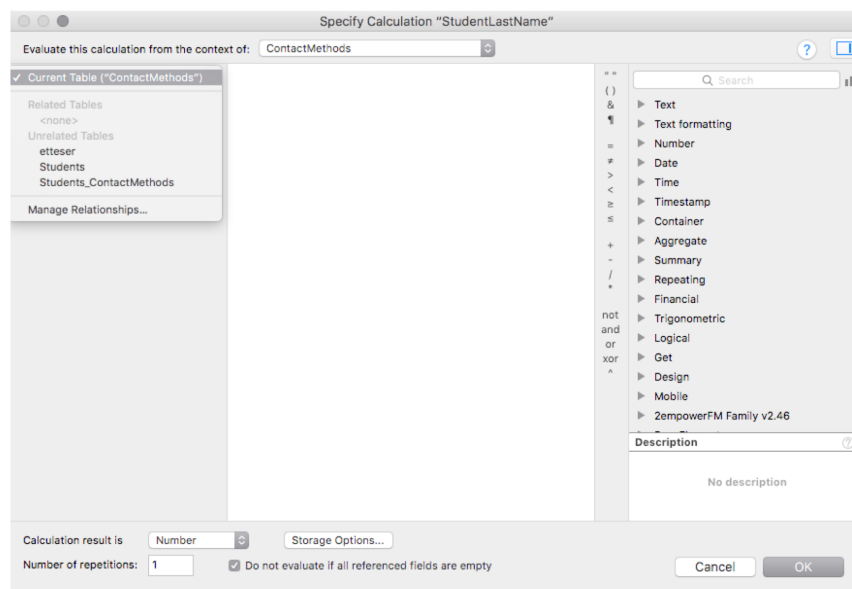 Specify Calculation “StudentLastName”
Evaluate this calculation from the context of: ContactMethods
?
✓ Current Table (“ContactMethods”)
Related Tables
<none>
Unrelated Tables
etteser
Students
Students_ContactMethods
Manage Relationships...
“ ”
( )
&
¶
=
≠
>
<
≥
≤
+
-
/
*
not
and
or
xor
^
Search
Text
Text formatting
Number
Date
Time
Timestamp
Container
Aggregate
Summary
Repeating
Financial
Trigonometric
Logical
Get
Design
Mobile
2empowerFM Family v2.46
Description
?
No description
Calculation result is Number Storage Options...
Number of repetitions: 1 Do not evaluate if all referenced fields are empty
Cancel OK